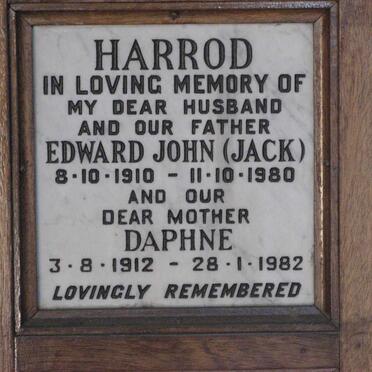 HARROD
IN LOVING MEMORY OF
MY DEAR HUSBAND
AND OUR FATHER
EDWARD JOHN (JACK)
8·10·1910 - 11·10·1980
AND OUR
DEAR MOTHER
DAPHNE
3·8·1912 - 28·1·1982
LOVINGLY REMEMBERED